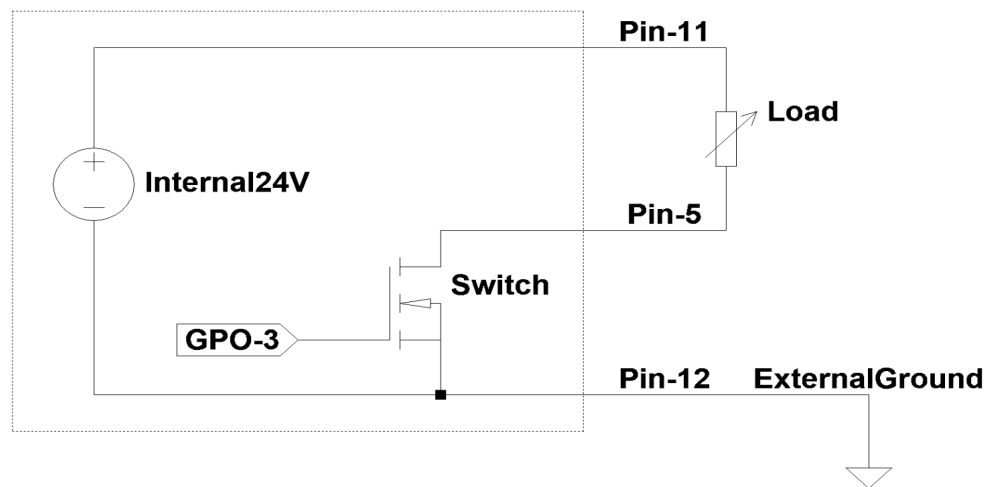 Pin-11
Load
Internal24V
Pin-5
Switch
GPO-3
Pin-12 ExternalGround